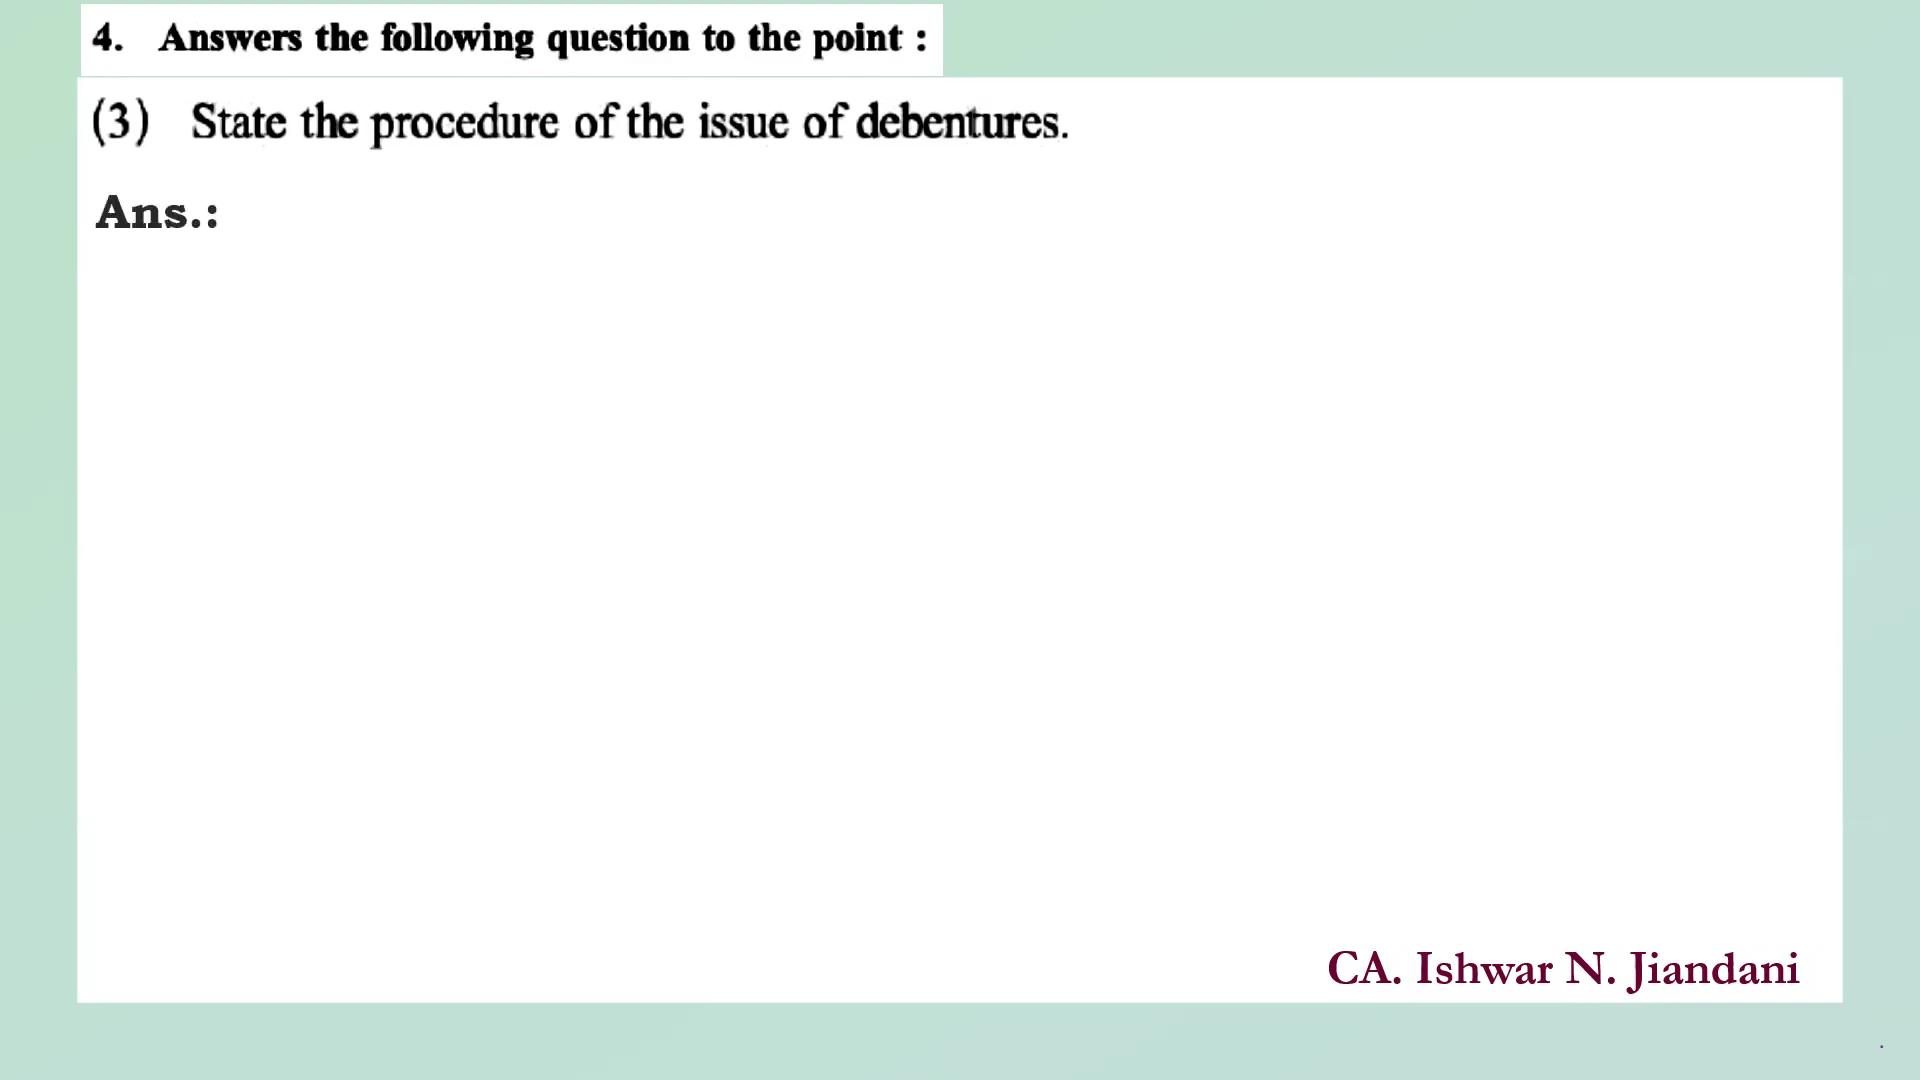 4. Answers the following question to the point :
(3) State the procedure of the issue of debentures.
Ans.:
CA. Ishwar N. Jiandani